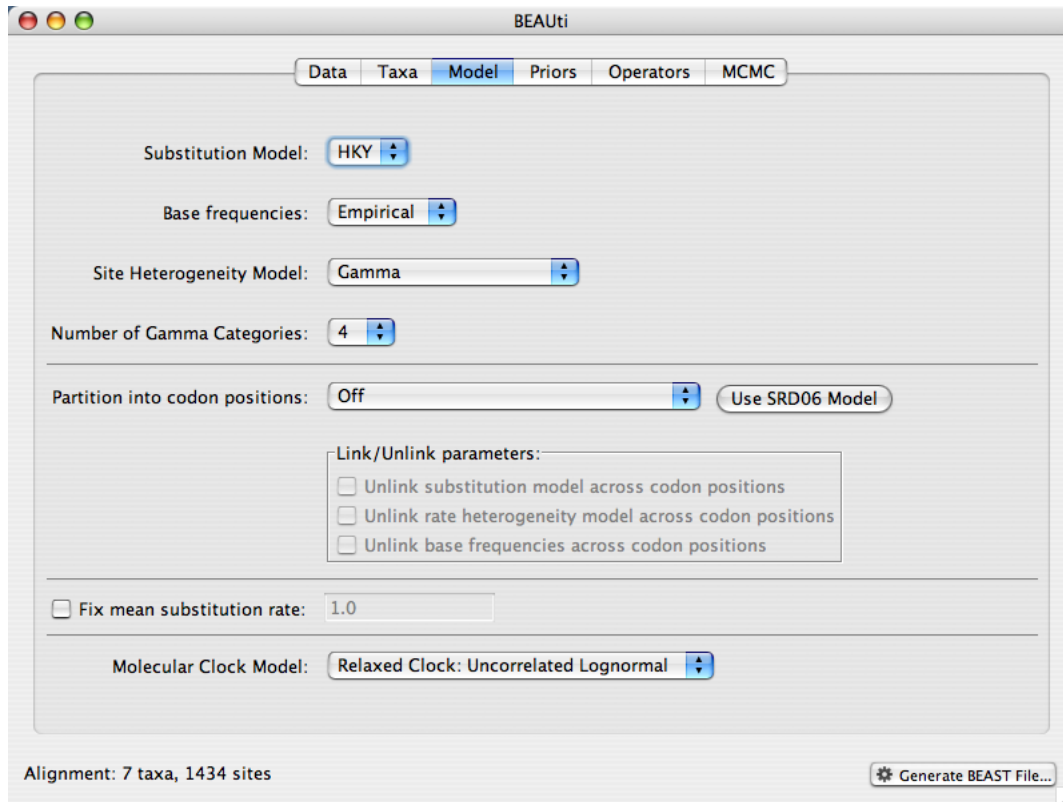 BEAUti
Data Taxa Model Priors Operators MCMC
Substitution Model: HKY
Base frequencies: Empirical
Site Heterogeneity Model: Gamma
Number of Gamma Categories: 4
Partition into codon positions: Off Use SRD06 Model
Link/Unlink parameters:
Unlink substitution model across codon positions
Unlink rate heterogeneity model across codon positions
Unlink base frequencies across codon positions
Fix mean substitution rate: 1.0
Molecular Clock Model: Relaxed Clock: Uncorrelated Lognormal
Alignment: 7 taxa, 1434 sites Generate BEAST File...